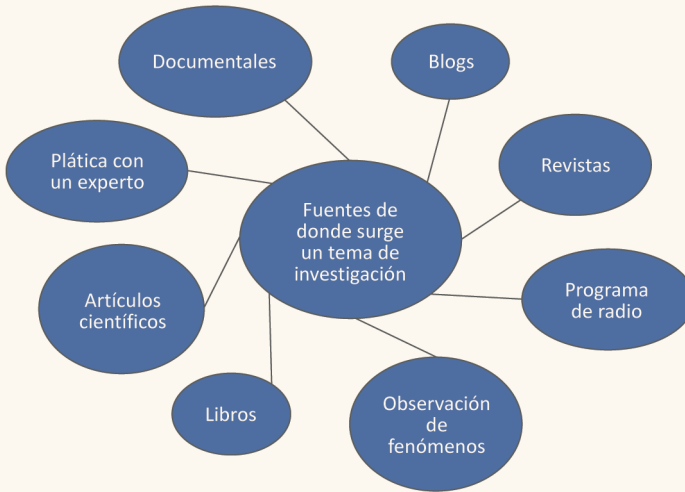 Documentales
Blogs
Plática con
un experto
Revistas
Fuentes de
donde surge
un tema de
investigación
Artículos
científicos
Programa
de radio
Libros
Observación
de
fenómenos